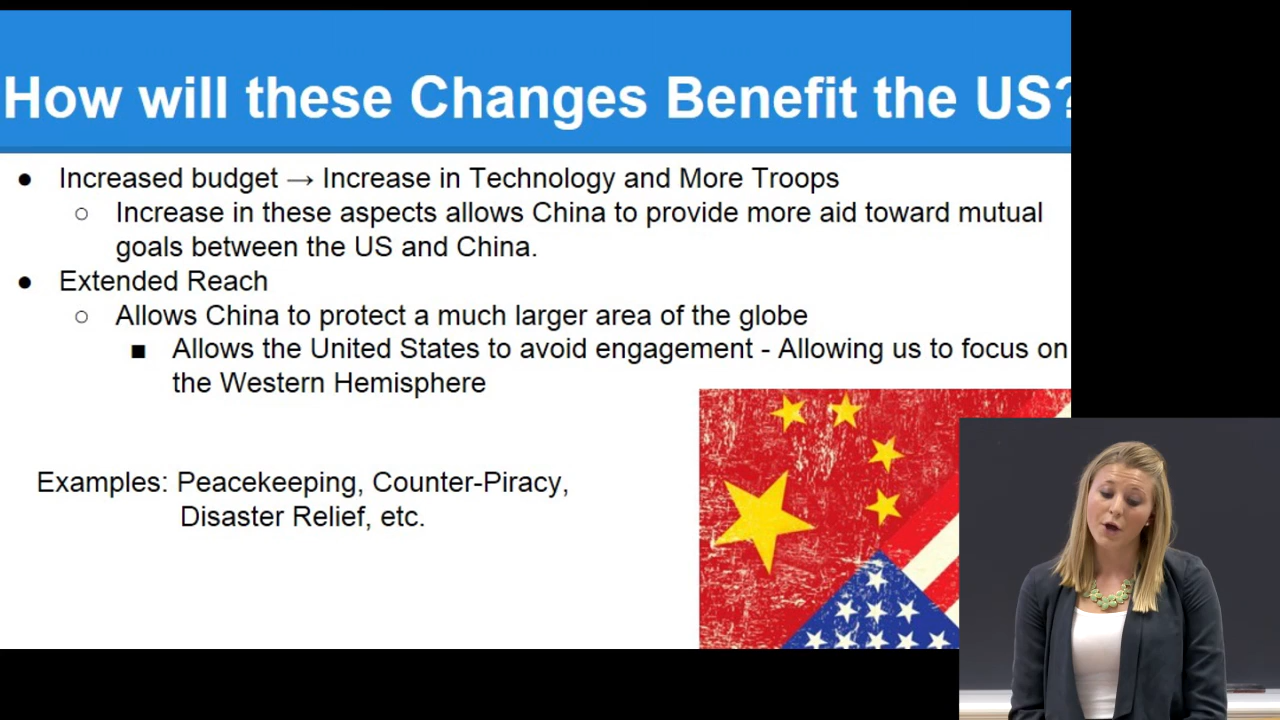 How will these Changes Benefit the US?
● Increased budget → Increase in Technology and More Troops
○ Increase in these aspects allows China to provide more aid toward mutual
goals between the US and China.
● Extended Reach
○ Allows China to protect a much larger area of the globe
■ Allows the United States to avoid engagement - Allowing us to focus on
the Western Hemisphere
Examples: Peacekeeping, Counter-Piracy,
Disaster Relief, etc.